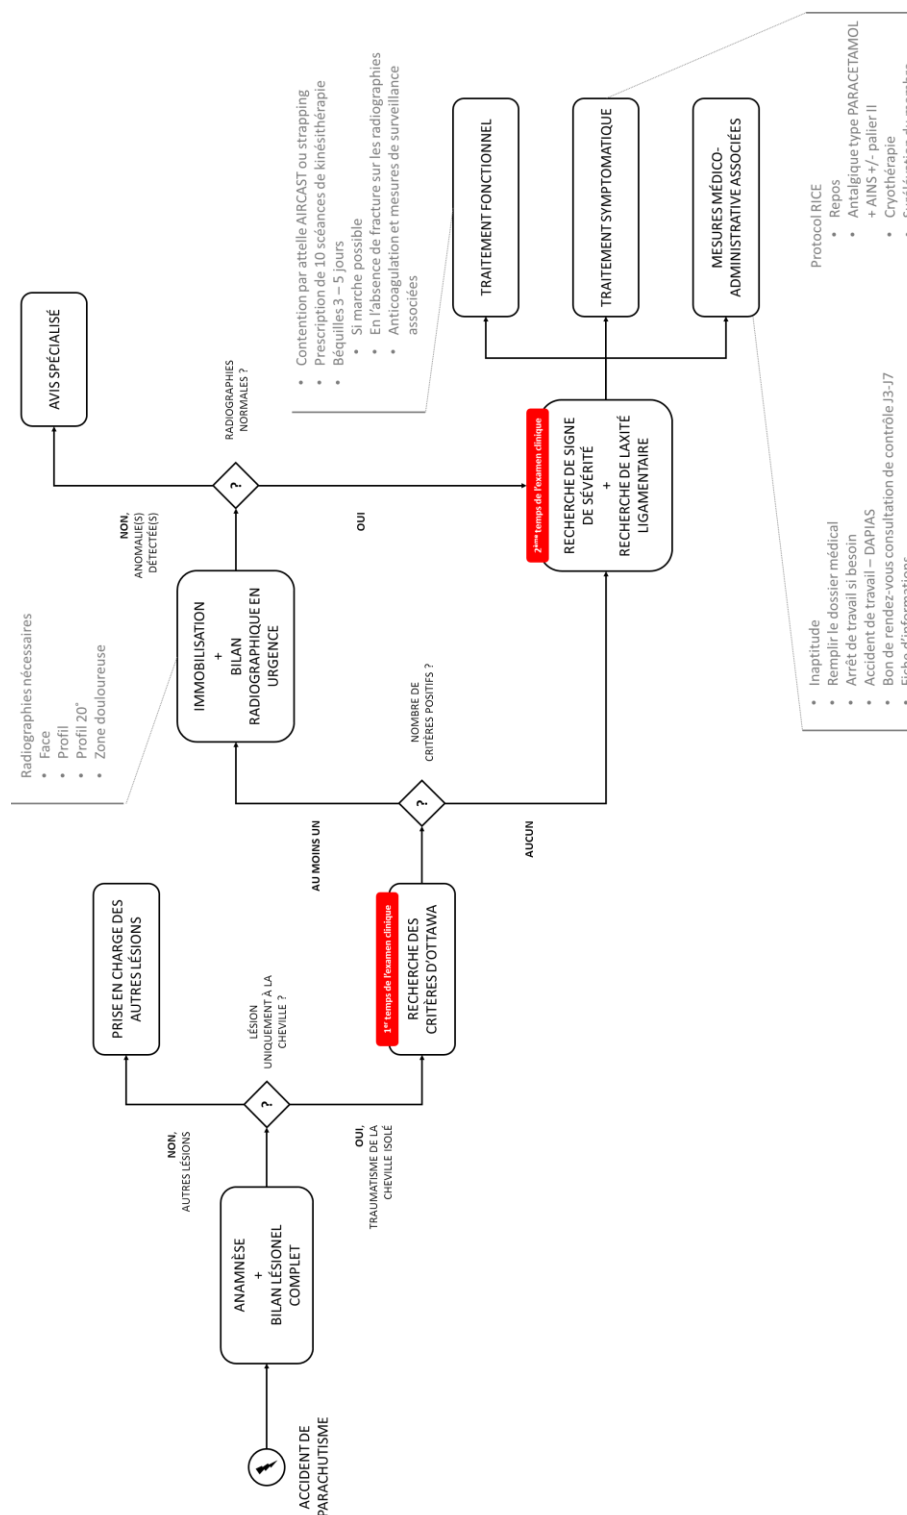 ACCIDENT DE
PARACHUTISME
ANAMNÈSE
+
BILAN LÉSIONEL
COMPLET
LÉSION
UNIQUEMENT À LA
CHEVILLE ?
?
NON,
AUTRES LÉSIONS
PRISE EN CHARGE DES
AUTRES LÉSIONS
OUI,
TRAUMATISME DE LA
CHEVILLE ISOLÉ
1er temps de l'examen clinique
RECHERCHE DES
CRITÈRES D'OTTAWA
NOMBRE DE
CRITÈRES POSITIFS ?
?
AU MOINS UN
AUCUN
Radiographies nécessaires
• Face
• Profil
• Profil 20°
• Zone douloureuse
IMMOBILISATION
+
BILAN
RADIOGRAPHIQUE EN
URGENCE
RADIOGRAPHIES
NORMALES ?
?
NON,
ANOMALIE(S)
DÉTECTÉE(S)
AVIS SPÉCIALISÉ
OUI
2ème temps de l'examen clinique
RECHERCHE DE SIGNE
DE SÉVÉRITÉ
+
RECHERCHE DE LAXITÉ
LIGAMENTAIRE
• Contention par attelle AIRCAST ou strapping
• Prescription de 10 scéances de kinésithérapie
• Béquilles 3 – 5 jours
• Si marche possible
• En l'absence de fracture sur les radiographies
• Anticoagulation et mesures de surveillance
associées
TRAITEMENT FONCTIONNEL
TRAITEMENT SYMPTOMATIQUE
MESURES MÉDICO-
ADMINISTRATIVE ASSOCIÉES
Protocol RICE
• Repos
• Antalgique type PARACETAMOL
+ AINS +/- palier II
• Cryothérapie
• Surélévation du membre
• Inaptitude
• Remplir le dossier médical
• Arrêt de travail si besoin
• Accident de travail – DAPIAS
• Bon de rendez-vous consultation de contrôle J3-J7
• Fiche d'informations